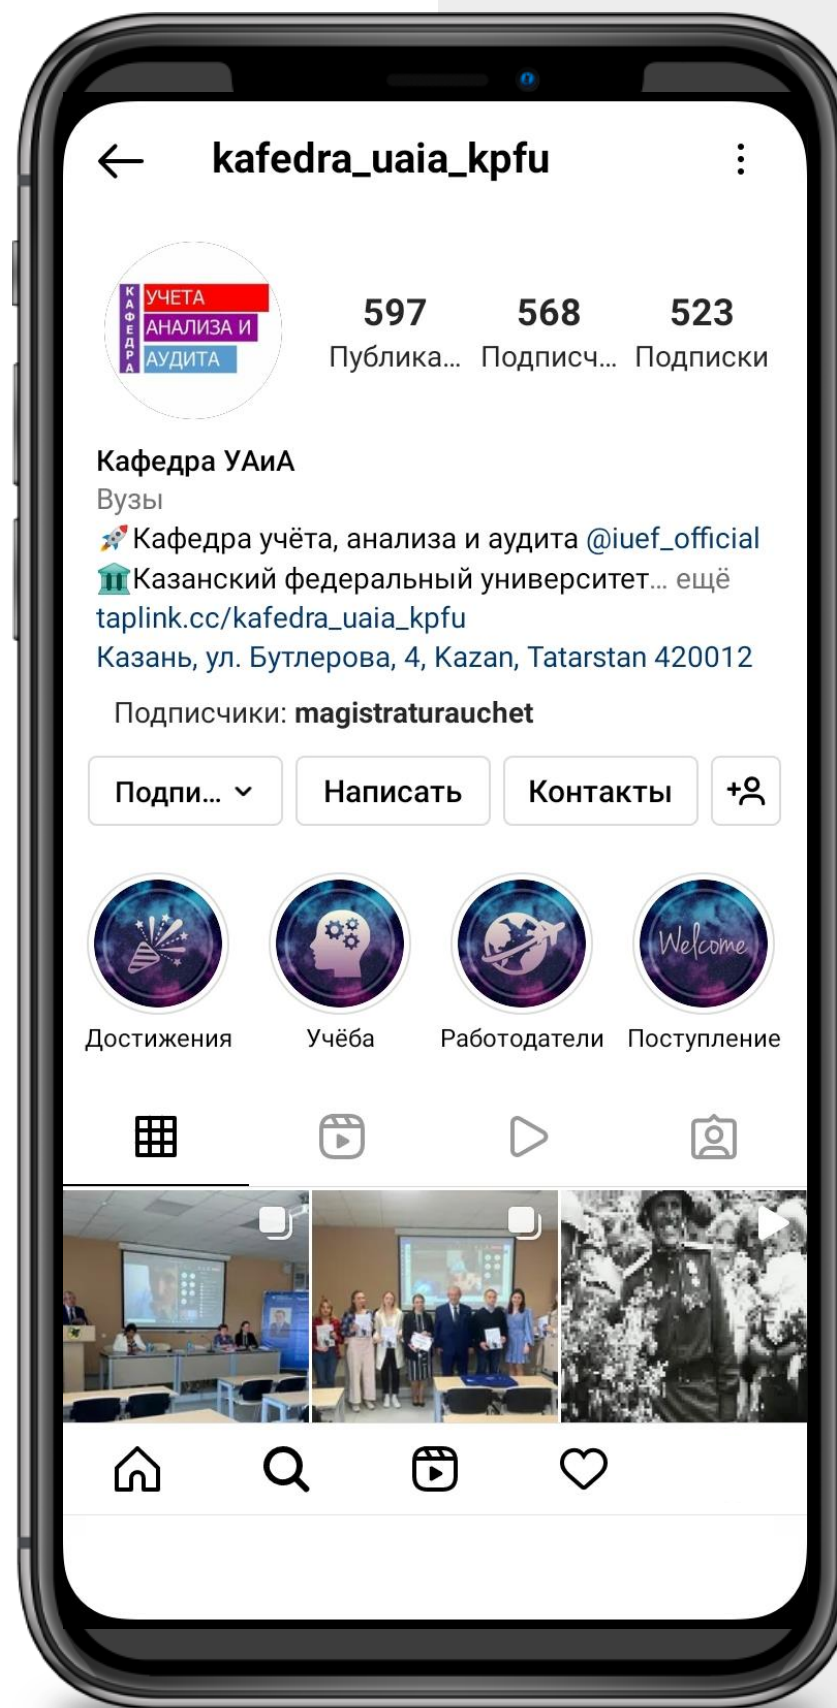 kafedra_uaia_kpfu
КАФЕДРА
УЧЕТА
АНАЛИЗА И
АУДИТА
597 568 523
Публика... Подписч... Подписки
Кафедра УАиА
Вузы
🚀Кафедра учёта, анализа и аудита @iuef_official
🏛️Казанский федеральный университет... ещё
taplink.cc/kafedra_uaia_kpfu
Казань, ул. Бутлерова, 4, Kazan, Tatarstan 420012
Подписчики: magistraturauchet
Подпи... Написать Контакты
Welcome
Достижения Учёба Работодатели Поступление